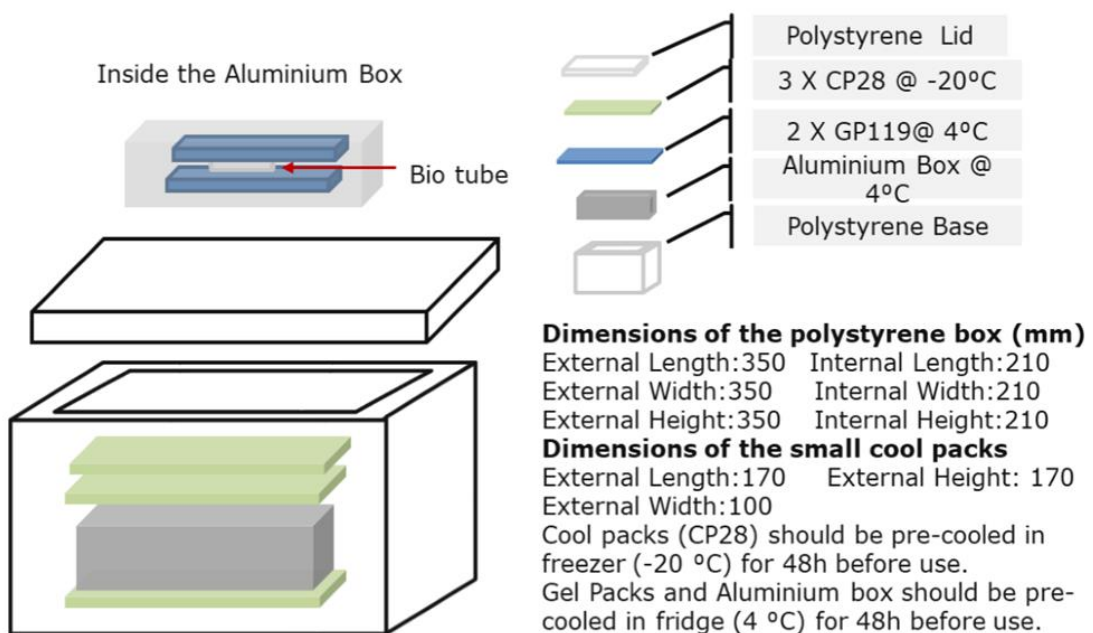 Inside the Aluminium Box
Bio tube
Polystyrene Lid
3 X CP28 @ -20ºC
2 X GP119@ 4ºC
Aluminium Box @
4ºC
Polystyrene Base
Dimensions of the polystyrene box (mm)
External Length:350 Internal Length:210
External Width:350 Internal Width:210
External Height:350 Internal Height:210
Dimensions of the small cool packs
External Length:170 External Height: 170
External Width:100
Cool packs (CP28) should be pre-cooled in
freezer (-20 ºC) for 48h before use.
Gel Packs and Aluminium box should be pre-
cooled in fridge (4 ºC) for 48h before use.